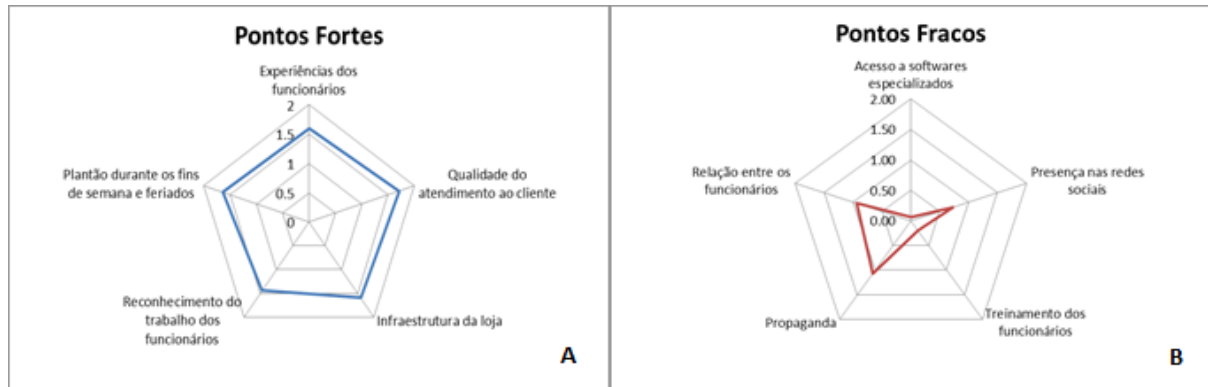 Pontos Fortes
Experiências dos
funcionários
2
1.5
1
0.5
0
Qualidade do
atendimento ao cliente
Infraestrutura da loja
Reconhecimento do
trabalho dos
funcionários
Plantão durante os fins
de semana e feriados
A
Pontos Fracos
Acesso a softwares
especializados
2.00
1.50
1.00
0.50
0.00
Presença nas redes
sociais
Treinamento dos
funcionários
Propaganda
Relação entre os
funcionários
B